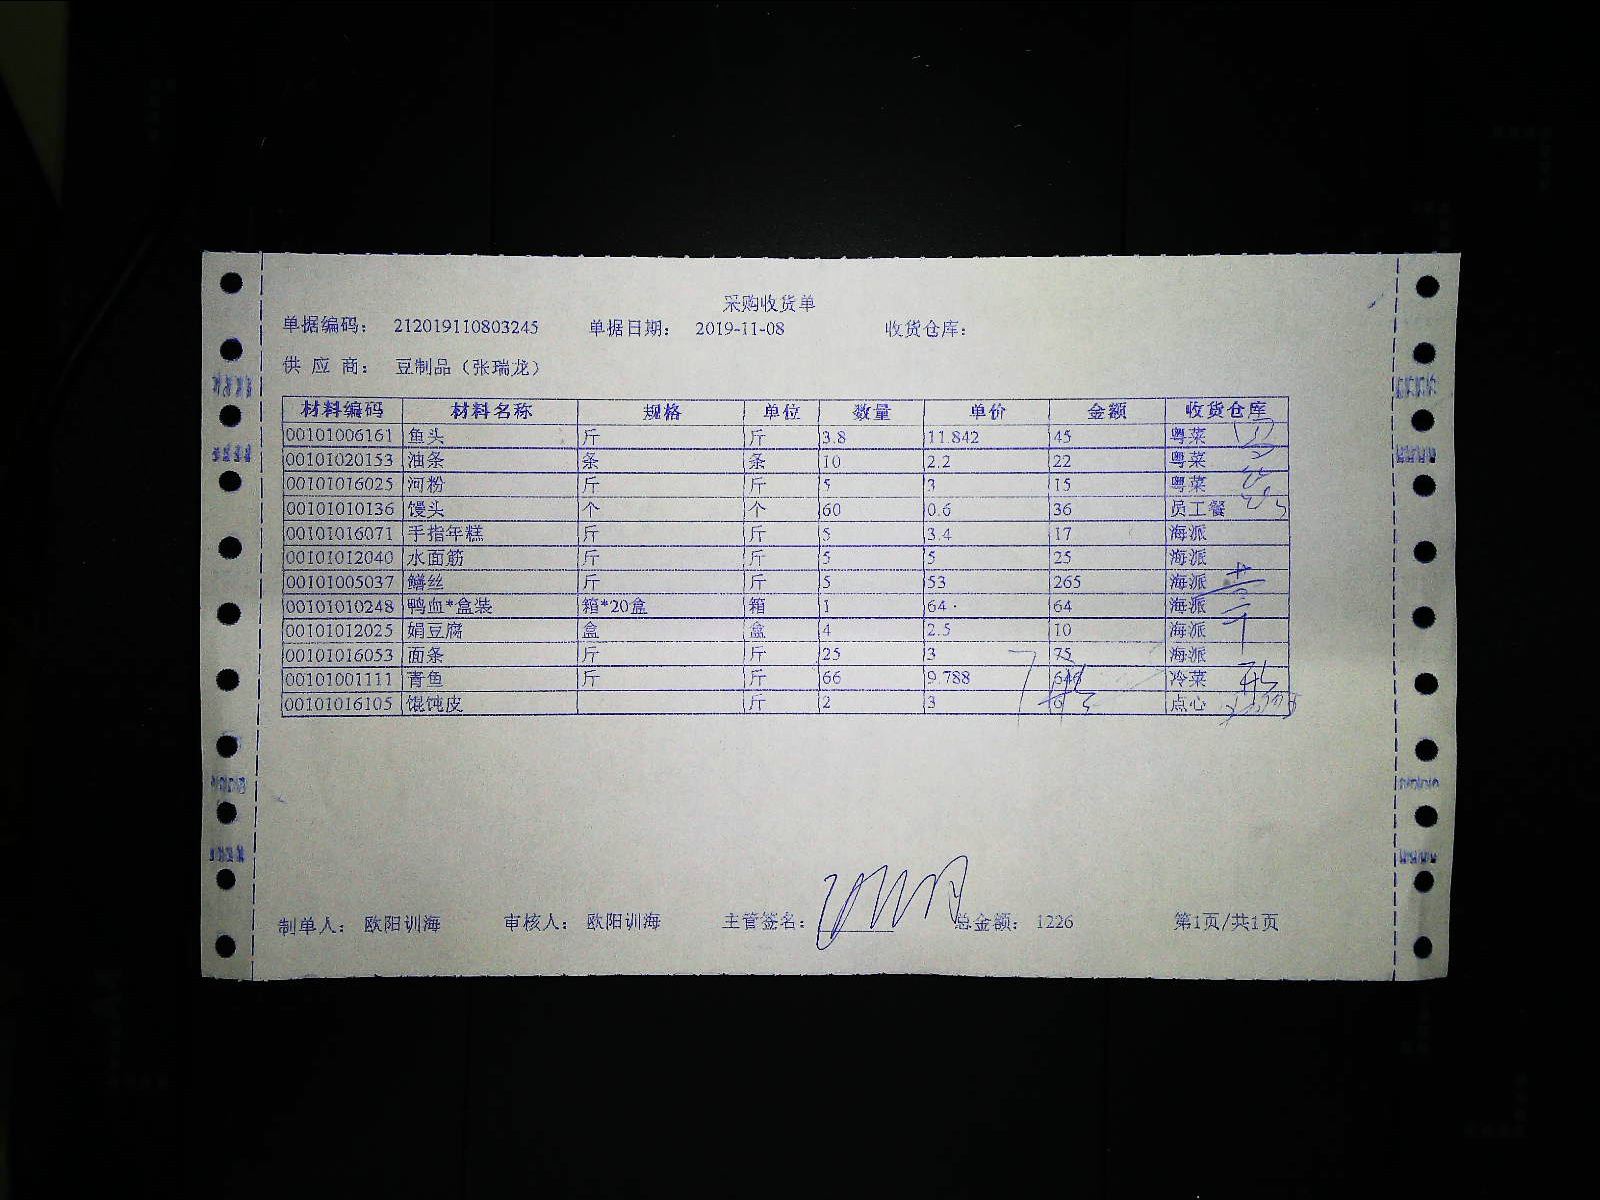 采购收货单
单据编码： 212019110803245 单据日期： 2019-11-08 收货仓库：
供 应 商： 豆制品（张瑞龙）
材料编码 材料名称 规格 单位 数量 单价 金额 收货仓库
00101006161 鱼头 斤 斤 3.8 11.842 45 粤菜
00101020153 油条 条 条 10 2.2 22 粤菜
00101016025 河粉 斤 斤 5 3 15 粤菜
00101010136 馒头 个 个 60 0.6 36 员工餐
00101016071 手指年糕 斤 斤 5 3.4 17 海派
00101012040 水面筋 斤 斤 5 5 25 海派
00101005037 鳝丝 斤 斤 5 53 265 海派
00101010248 鸭血*盒装 箱*20盒 箱 1 64 64 海派
00101012025 娟豆腐 盒 盒 4 2.5 10 海派
00101016053 面条 斤 斤 25 3 75 海派
00101001111 青鱼 斤 斤 66 9.788 646 冷菜
00101016105 馄饨皮 斤 2 3 6 点心
制单人： 欧阳训海 审核人： 欧阳训海 主管签名： 总金额： 1226 第1页/共1页